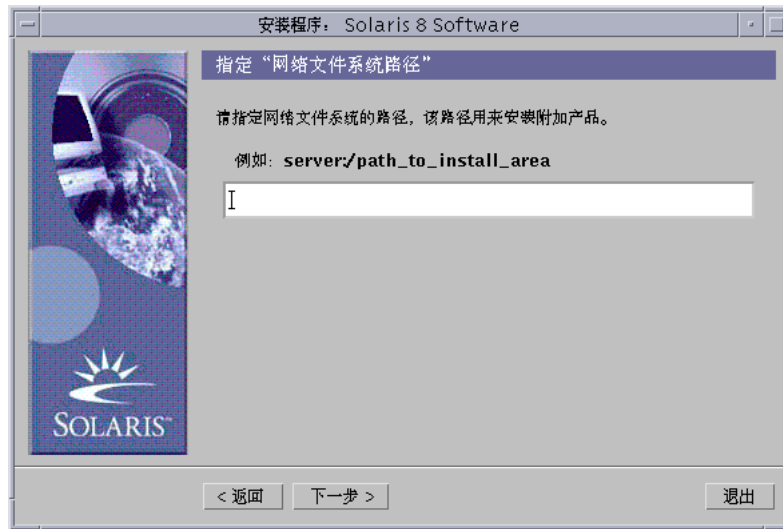 安装程序： Solaris 8 Software
指定“网络文件系统路径”
请指定网络文件系统的路径，该路径用来安装附加产品。
例如：server:/path_to_install_area
SOLARIS™
< 返回
下一步 >
退出